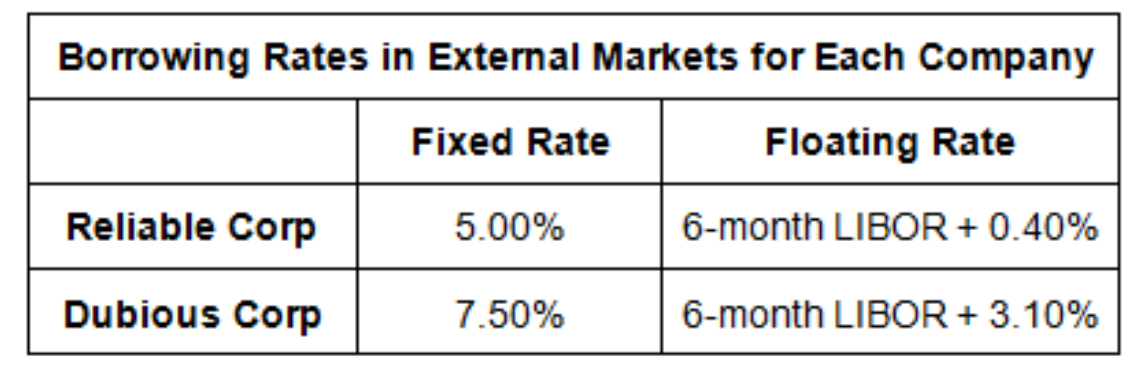 Borrowing Rates in External Markets for Each Company
Fixed Rate Floating Rate
Reliable Corp 5.00% 6-month LIBOR + 0.40%
Dubious Corp 7.50% 6-month LIBOR + 3.10%